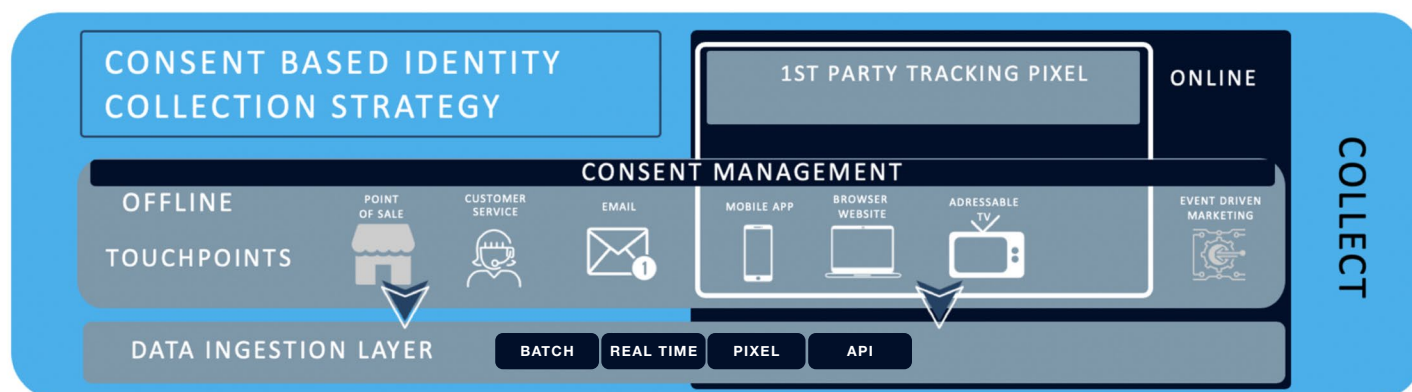 CONSENT BASED IDENTITY
COLLECTION STRATEGY
1ST PARTY TRACKING PIXEL
ONLINE
COLLECT
CONSENT MANAGEMENT
OFFLINE
TOUCHPOINTS
POINT
OF SALE
CUSTOMER
SERVICE
EMAIL
1
MOBILE APP
BROWSER
WEBSITE
ADRESSABLE
TV
EVENT DRIVEN
MARKETING
DATA INGESTION LAYER
BATCH
REAL TIME
PIXEL
API